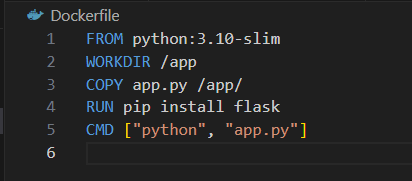 Dockerfile
1 FROM python:3.10-slim
2 WORKDIR /app
3 COPY app.py /app/
4 RUN pip install flask
5 CMD ["python", "app.py"]
6